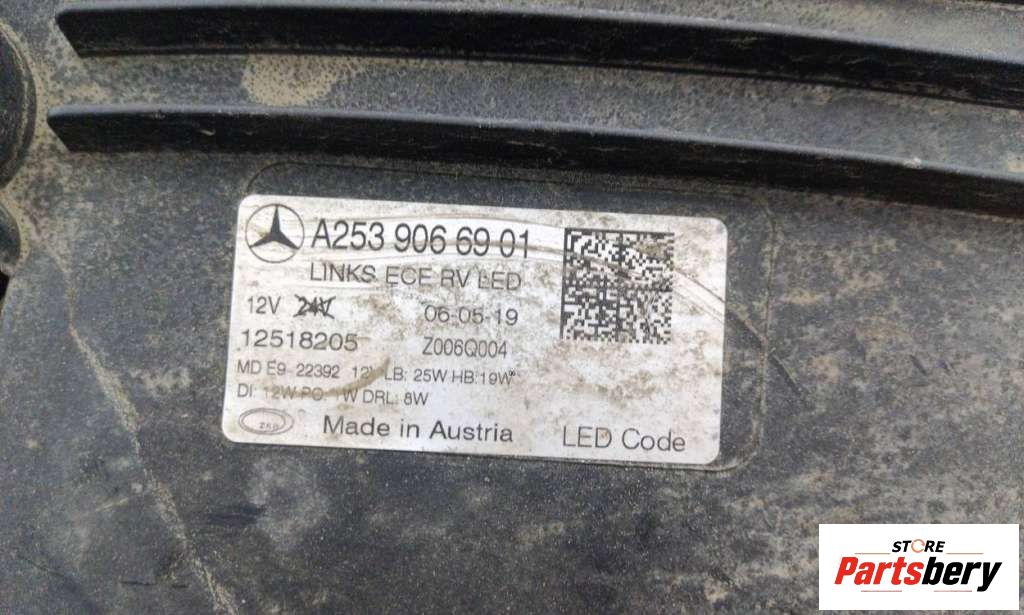 A253 906 69 01
LINKS ECE RV LED
12V 24V 06-05-19
12518205 Z006Q004
MD E9 22392 12V LB: 25W HB:19W
DI: 12W PO: 1W DRL: 8W
ZKW
Made in Austria LED Code
STORE
Partsbery